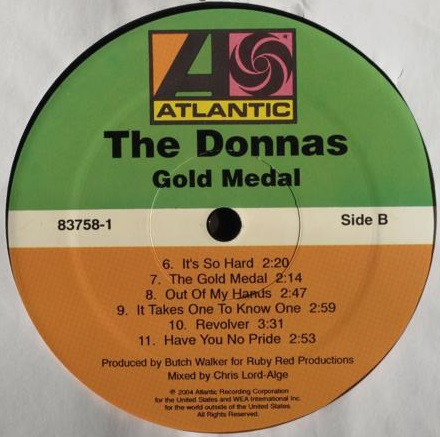 ATLANTIC
The Donnas
Gold Medal
83758-1 Side B
6. It's So Hard 2:20
7. The Gold Medal 2:14
8. Out Of My Hands 2:47
9. It Takes One To Know One 2:59
10. Revolver 3:31
11. Have You No Pride 2:53
Produced by Butch Walker for Ruby Red Productions
Mixed by Chris Lord-Alge
℗ 2004 Atlantic Recording Corporation
for the United States and WEA International Inc.
for the world outside of the United States.
All Rights Reserved.